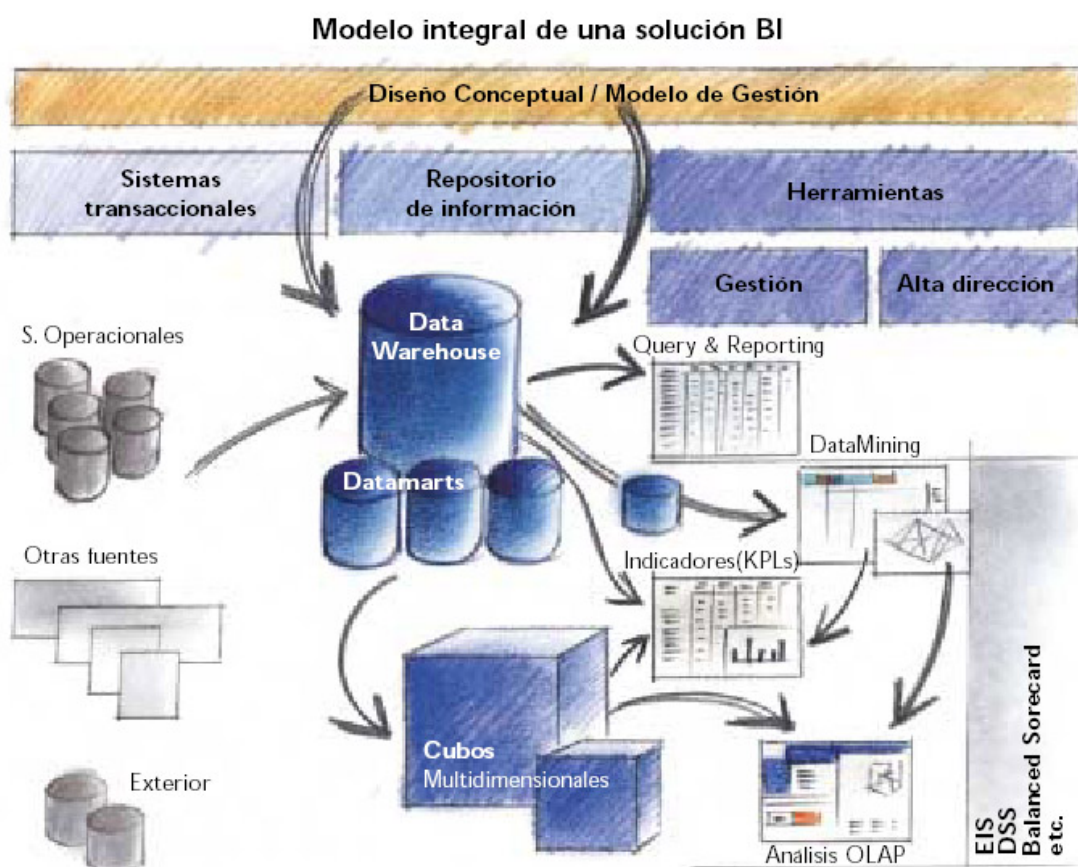 Modelo integral de una solución BI
Diseño Conceptual / Modelo de Gestión
Sistemas
transaccionales
Repositorio
de información
Herramientas
Gestión
Alta dirección
S. Operacionales
Data
Warehouse
Query & Reporting
DataMining
Datamarts
Otras fuentes
Indicadores(KPLs)
Cubos
Multidimensionales
Exterior
Análisis OLAP
EIS
DSS
Balanced Sorecard
etc.